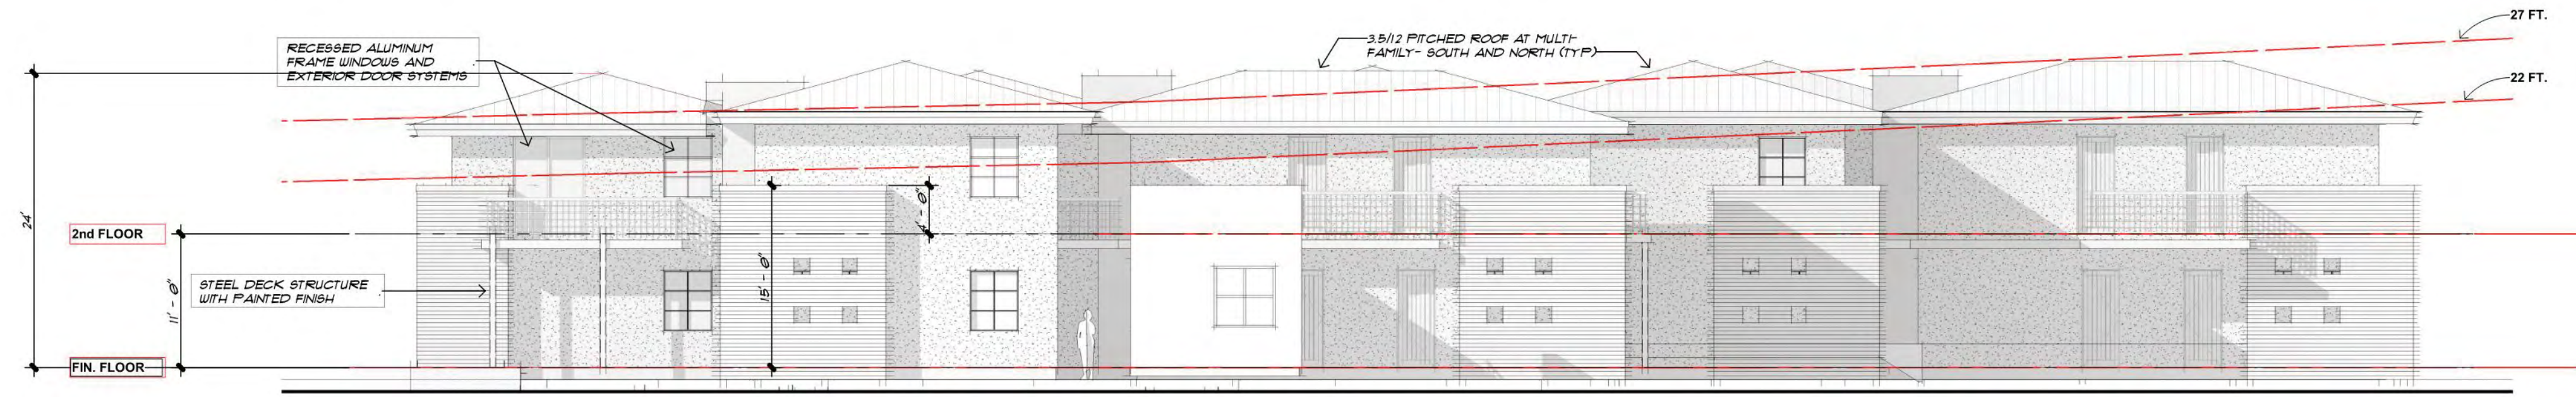 27 FT.
RECESSED ALUMINUM
FRAME WINDOWS AND
EXTERIOR DOOR SYSTEMS
3.5/12 PITCHED ROOF AT MULTI-
FAMILY- SOUTH AND NORTH (TYP)
22 FT.
24'
2nd FLOOR
4' - 0"
15' - 0"
11' - 0"
STEEL DECK STRUCTURE
WITH PAINTED FINISH
FIN. FLOOR